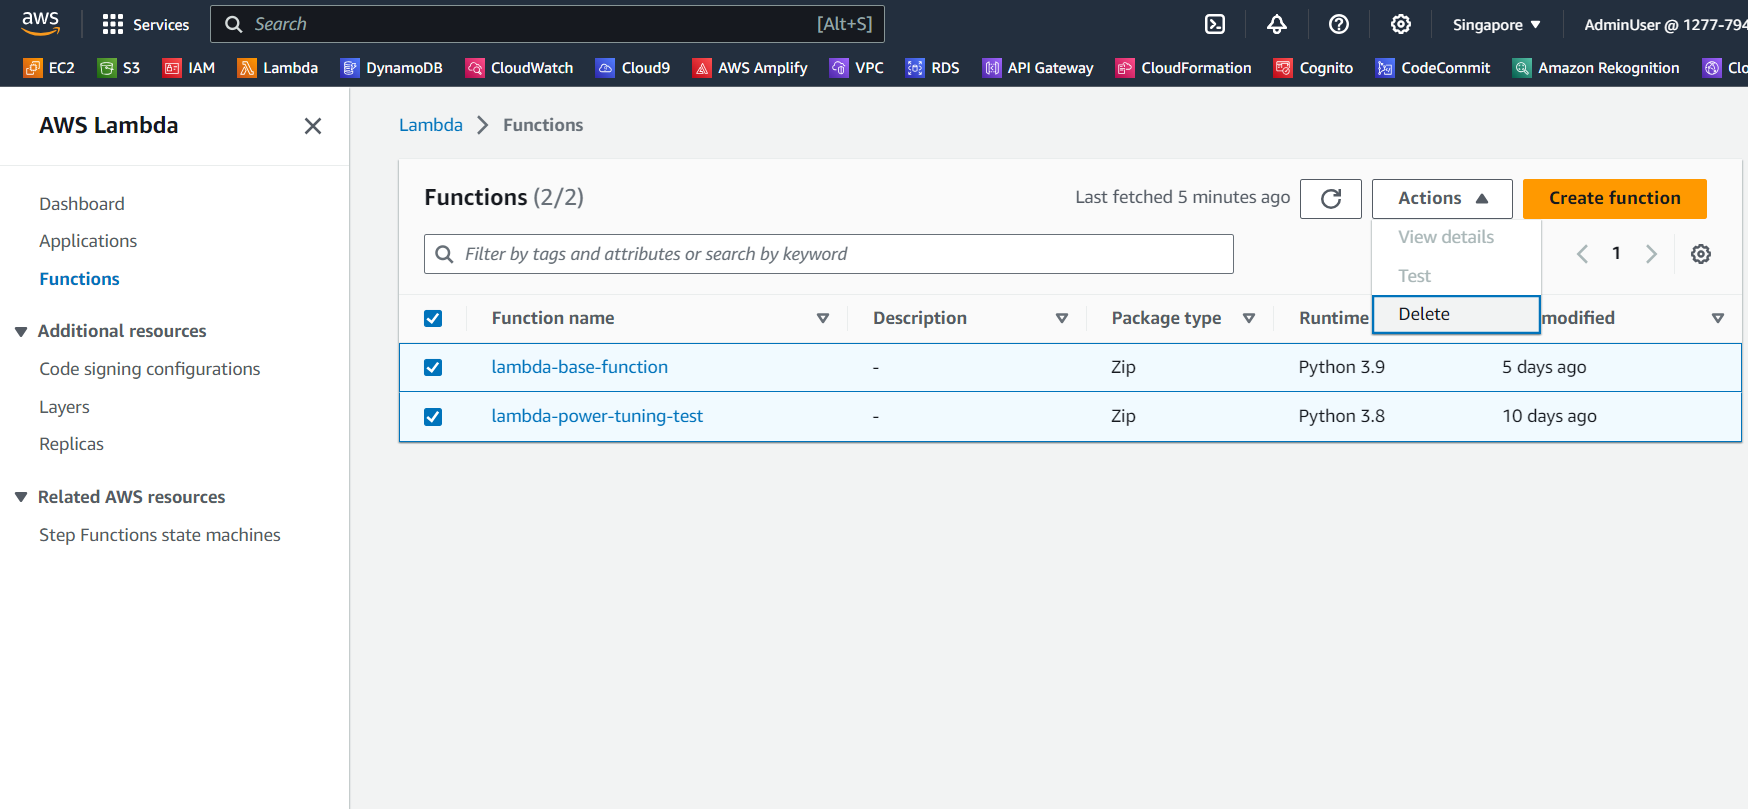 aws Services Search [Alt+S] Singapore AdminUser @ 1277-794
EC2 S3 IAM Lambda DynamoDB CloudWatch Cloud9 AWS Amplify VPC RDS API Gateway CloudFormation Cognito CodeCommit Amazon Rekognition Clo
AWS Lambda
Dashboard
Applications
Functions
Additional resources
Code signing configurations
Layers
Replicas
Related AWS resources
Step Functions state machines
Lambda > Functions
Functions (2/2) Last fetched 5 minutes ago Actions Create function
Filter by tags and attributes or search by keyword
View details
Test
Delete
1
Function name Description Package type Runtime modified
lambda-base-function - Zip Python 3.9 5 days ago
lambda-power-tuning-test - Zip Python 3.8 10 days ago